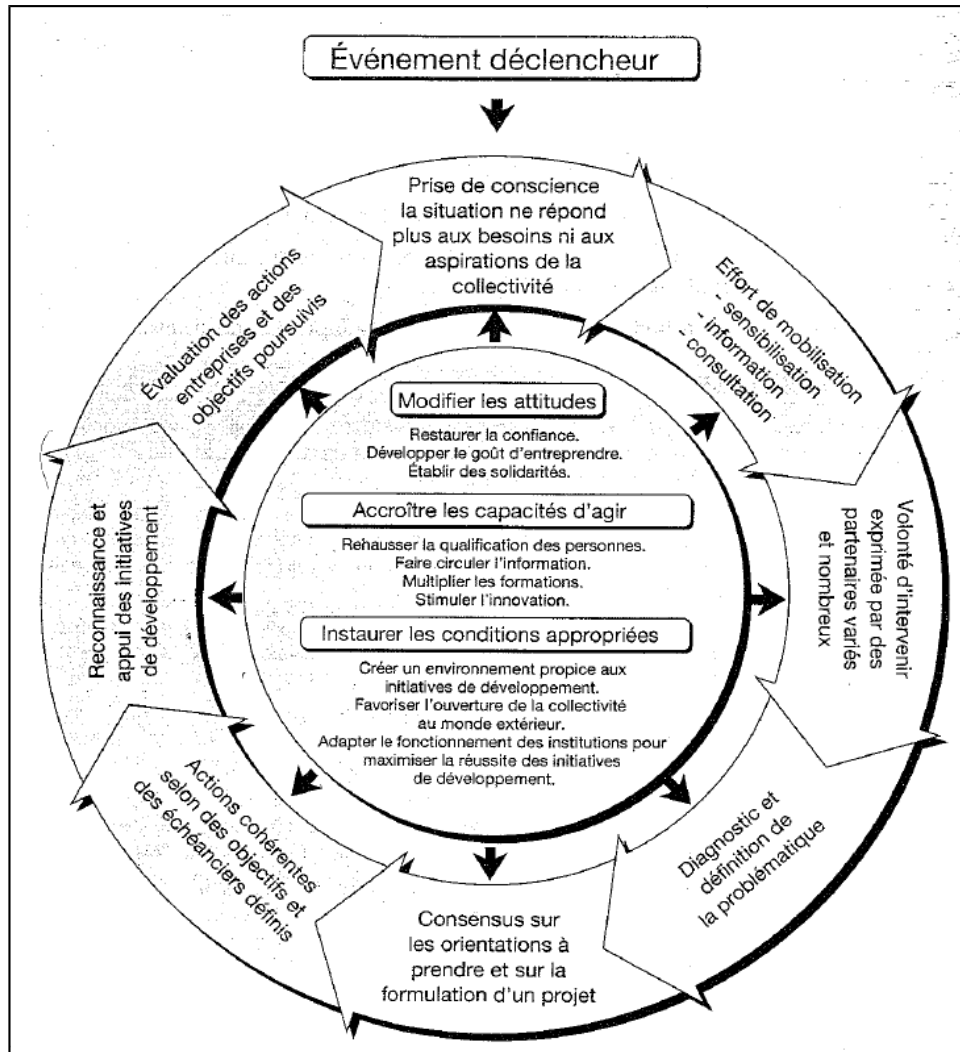 Événement déclencheur
Prise de conscience
la situation ne répond
plus aux besoins ni aux
aspirations de la
collectivité
Effort de mobilisation
- sensibilisation
- information
- consultation
Volonté d'intervenir
exprimée par des
partenaires variés
et nombreux
Diagnostic et
définition de
la problématique
Consensus sur
les orientations à
prendre et sur la
formulation d'un projet
Actions cohérentes
selon des objectifs et
des échéanciers définis
Reconnaissance et
appui des initiatives
de développement
Évaluation des actions
entreprises et des
objectifs poursuivis
Modifier les attitudes
Restaurer la confiance.
Développer le goût d'entreprendre.
Établir des solidarités.
Accroître les capacités d'agir
Rehausser la qualification des personnes.
Faire circuler l'information.
Multiplier les formations.
Stimuler l'innovation.
Instaurer les conditions appropriées
Créer un environnement propice aux
initiatives de développement.
Favoriser l'ouverture de la collectivité
au monde extérieur.
Adapter le fonctionnement des institutions pour
maximiser la réussite des initiatives
de développement.